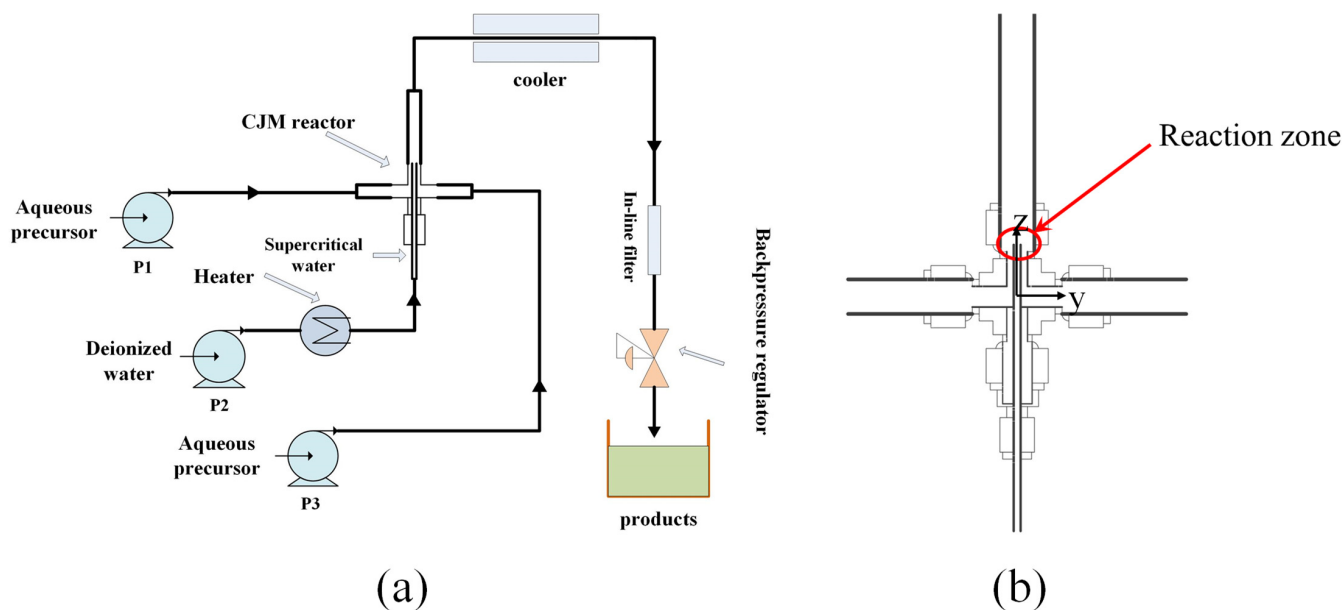 cooler
CJM reactor
Aqueous
precursor
P1
Supercritical
water
Heater
Deionized
water
P2
Aqueous
precursor
P3
In-line filter
Backpressure regulator
products
(a)
Reaction zone
z
y
(b)